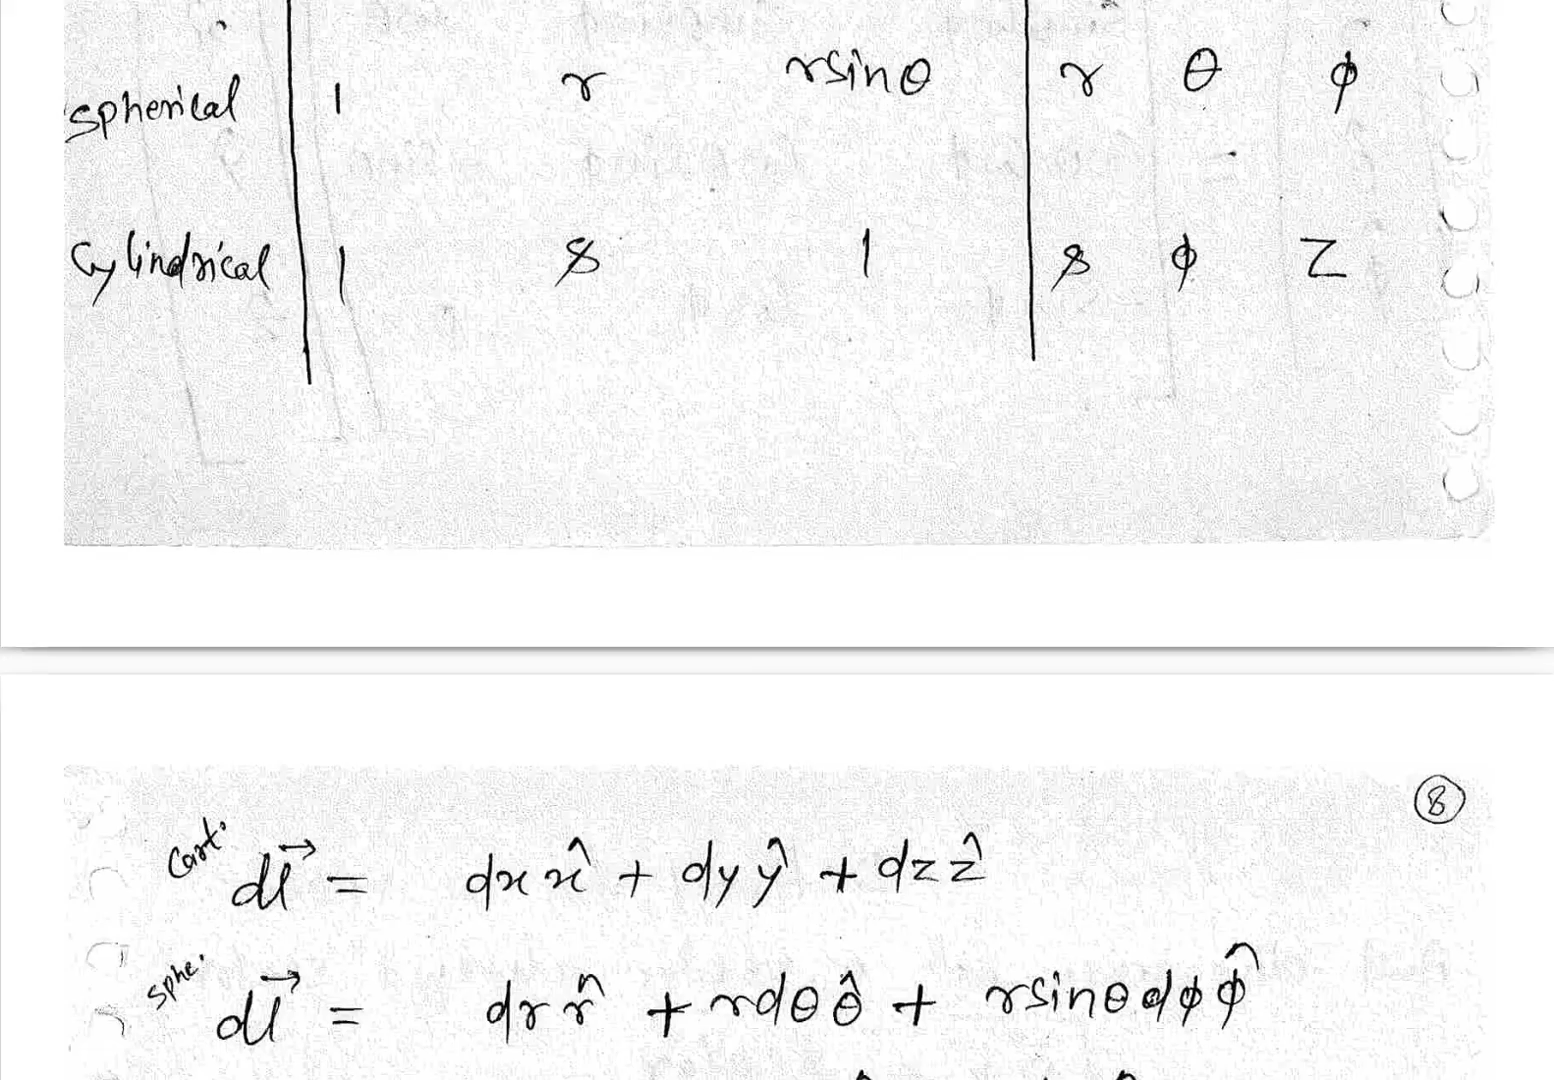 spherical 1 r rsinθ r θ ϕ
Cylindrical 1 s 1 s ϕ z
8
Cart. dl⃗ = dx x̂ + dy ŷ + dz ẑ
sphe. dl⃗ = dr r̂ + rdθ θ̂ + rsinθ dϕ ϕ̂